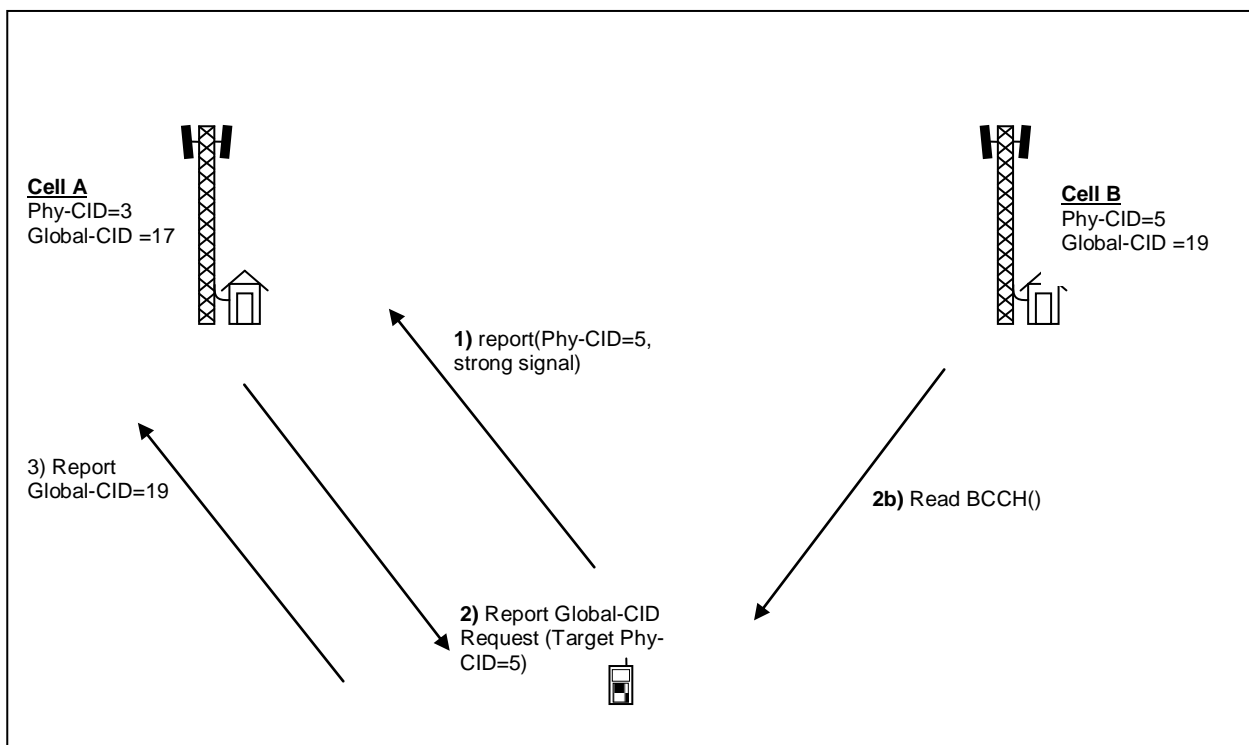 Cell A
Phy-CID=3
Global-CID =17
Cell B
Phy-CID=5
Global-CID =19
1) report(Phy-CID=5,
strong signal)
3) Report
Global-CID=19
2b) Read BCCH()
2) Report Global-CID
Request (Target Phy-
CID=5)